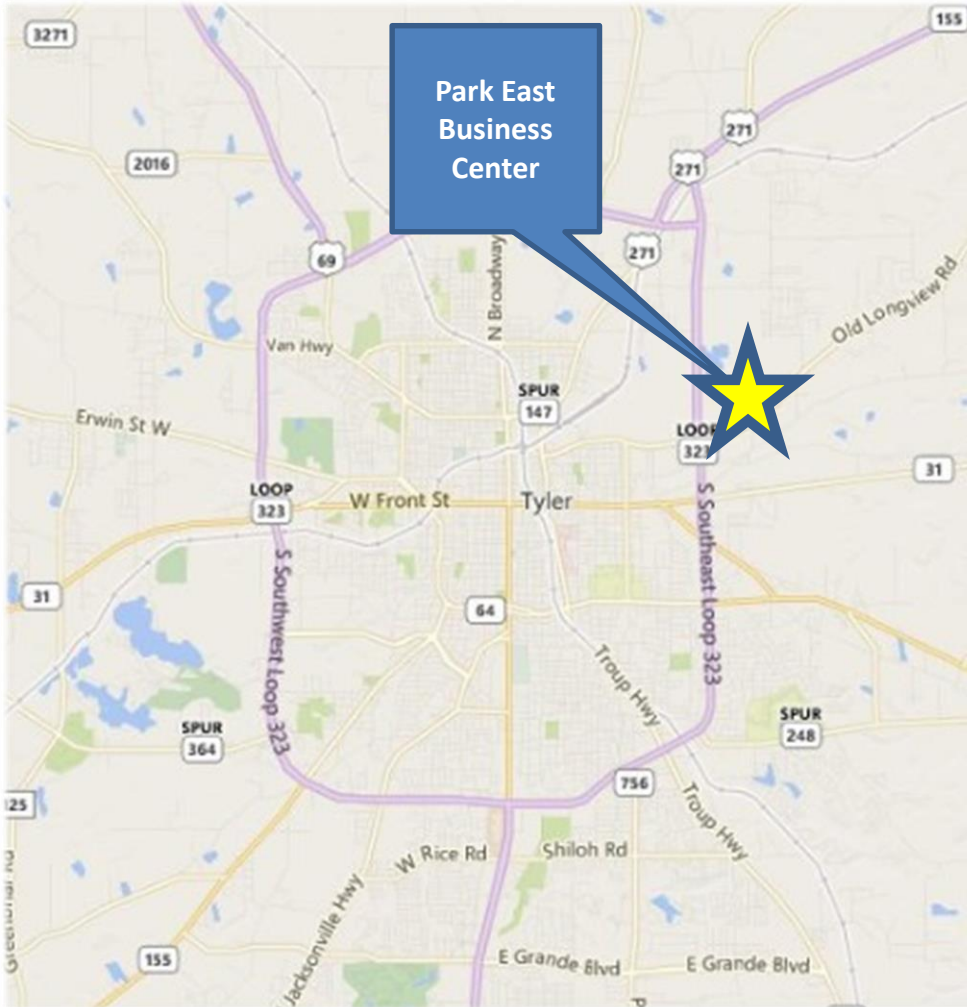 3271
155
Park East
Business
Center
271
2016
271
271
69
N Broadway
Old Longview Rd
Van Hwy
SPUR
147
Erwin St W
LOOP
323
31
LOOP
323
W Front St
Tyler
S Southwest Loop 323
S Southeast Loop 323
31
64
Troup Hwy
SPUR
364
SPUR
248
756
125
Troup Hwy
W Rice Rd
Shiloh Rd
Jacksonville Hwy
155
E Grande Blvd
E Grande Blvd